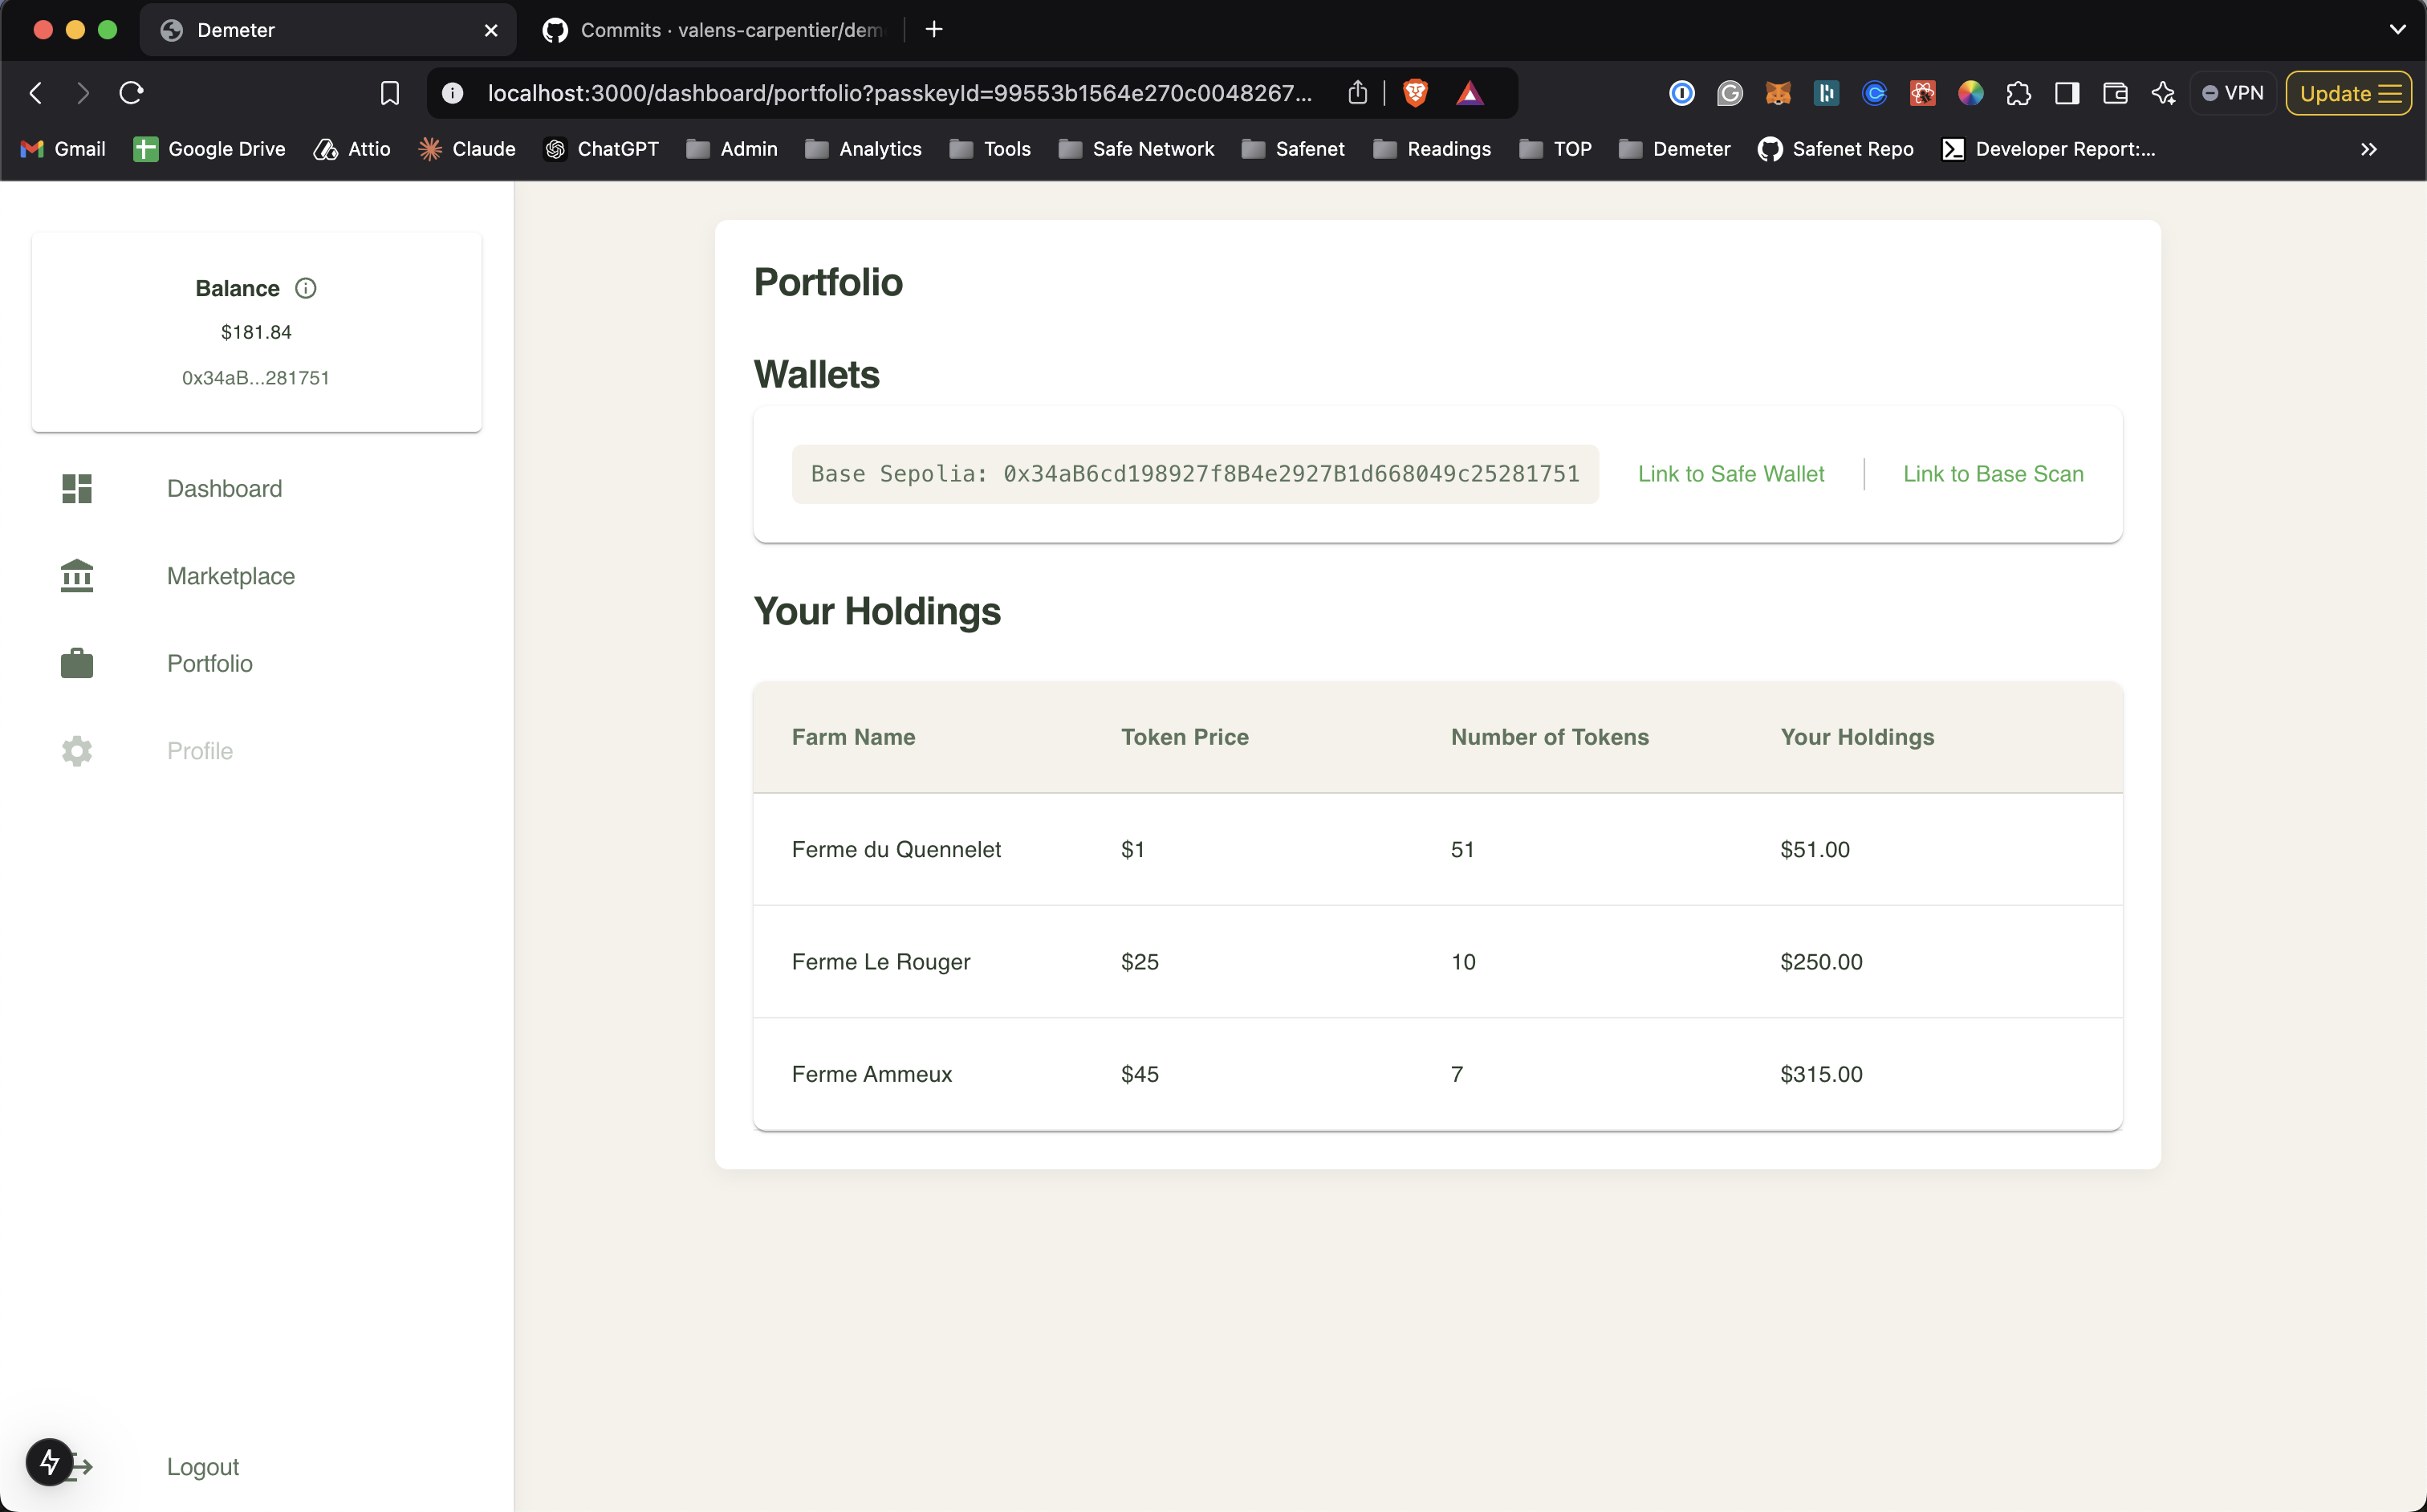 Demeter
Commits · valens-carpentier/dem
localhost:3000/dashboard/portfolio?passkeyId=99553b1564e270c0048267...
VPN
Update
Gmail
Google Drive
Attio
Claude
ChatGPT
Admin
Analytics
Tools
Safe Network
Safenet
Readings
TOP
Demeter
Safenet Repo
Developer Report:...
Balance
$181.84
0x34aB...281751
Dashboard
Marketplace
Portfolio
Profile
Logout
Portfolio
Wallets
Base Sepolia: 0x34aB6cd198927f8B4e2927B1d668049c25281751
Link to Safe Wallet
Link to Base Scan
Your Holdings
Farm Name Token Price Number of Tokens Your Holdings
Ferme du Quennelet $1 51 $51.00
Ferme Le Rouger $25 10 $250.00
Ferme Ammeux $45 7 $315.00